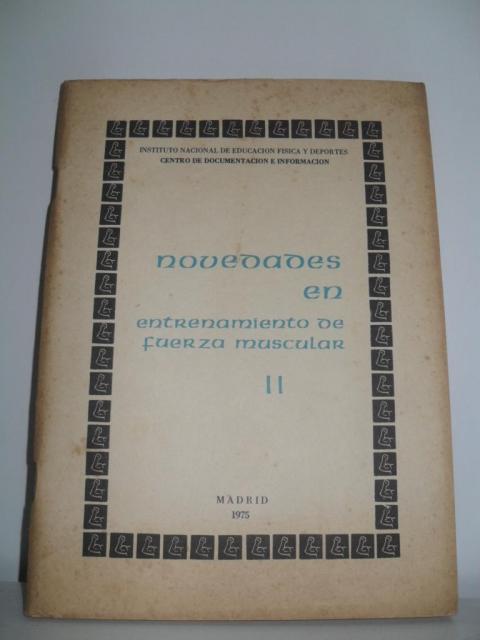 INSTITUTO NACIONAL DE EDUCACION FISICA Y DEPORTES
CENTRO DE DOCUMENTACION E INFORMACION
novedades
en
entrenamiento de
fuerza muscular
II
MADRID
1975